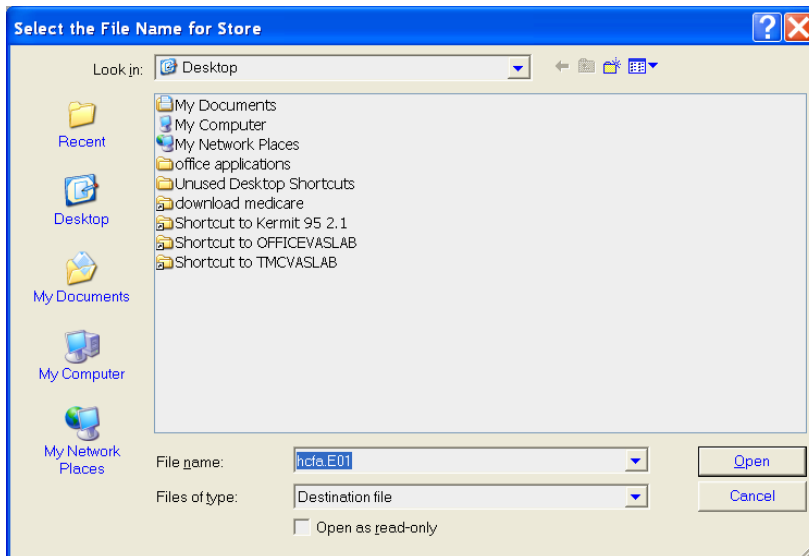 Select the File Name for Store
Look in: Desktop
My Documents
My Computer
My Network Places
office applications
Unused Desktop Shortcuts
download medicare
Shortcut to Kermit 95 2.1
Shortcut to OFFICEVASLAB
Shortcut to TMCVASLAB
Recent
Desktop
My Documents
My Computer
My Network
Places
File name: hcfa.E01 Open
Files of type: Destination file Cancel
Open as read-only